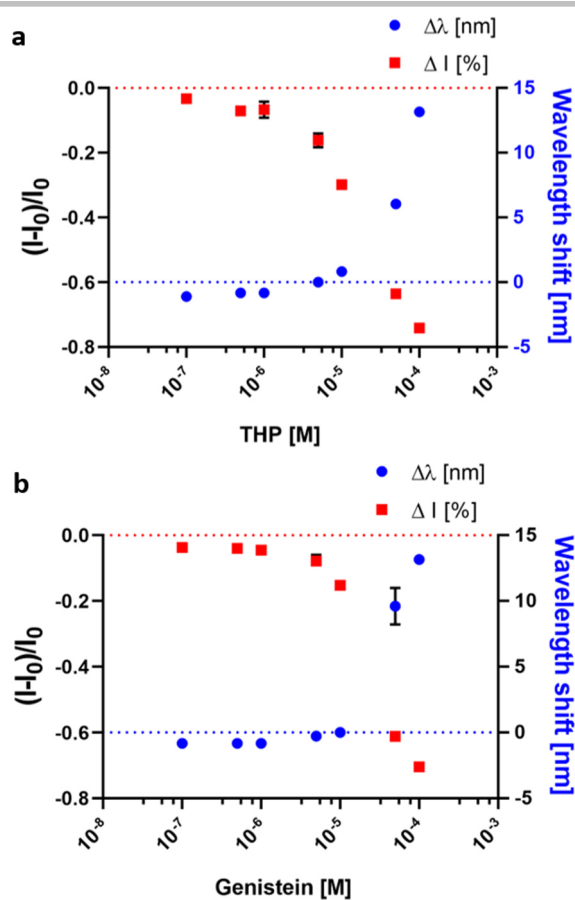 a
Δλ [nm]
Δ I [%]
0.0
-0.2
-0.4
-0.6
-0.8
(I-I₀)/I₀
15
10
5
0
-5
Wavelength shift [nm]
10⁻⁸
10⁻⁷
10⁻⁶
10⁻⁵
10⁻⁴
10⁻³
THP [M]
b
Δλ [nm]
Δ I [%]
0.0
-0.2
-0.4
-0.6
-0.8
(I-I₀)/I₀
15
10
5
0
-5
Wavelength shift [nm]
10⁻⁸
10⁻⁷
10⁻⁶
10⁻⁵
10⁻⁴
10⁻³
Genistein [M]